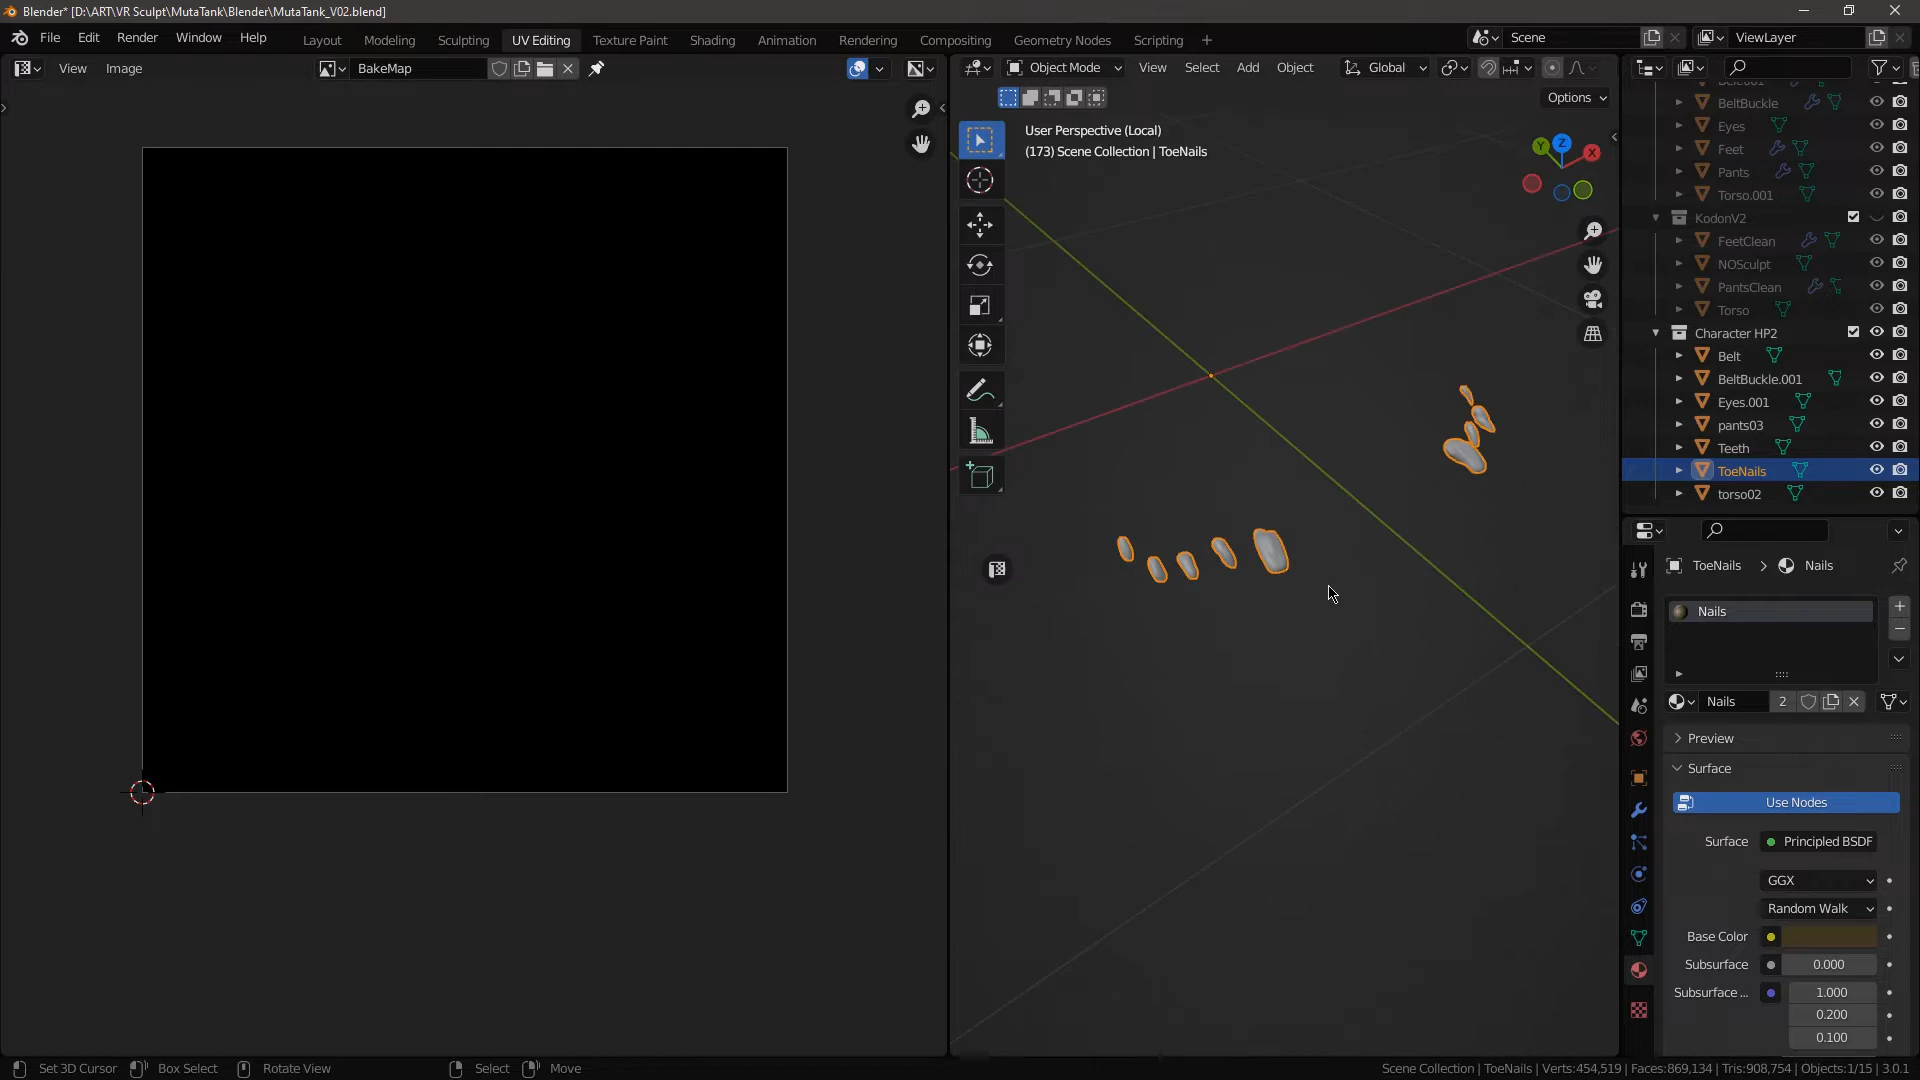 Blender* [D:\ART\VR Sculpt\MutaTank\Blender\MutaTank_V02.blend]
File Edit Render Window Help
Layout Modeling Sculpting UV Editing Texture Paint Shading Animation Rendering Compositing Geometry Nodes Scripting +
Scene
ViewLayer
View Image
BakeMap
Object Mode
View Select Add Object
Global
Options
User Perspective (Local)
(173) Scene Collection | ToeNails
Y Z X
BeltBuckle
Eyes
Feet
Pants
Torso.001
KodonV2
FeetClean
NOSculpt
PantsClean
Torso
Character HP2
Belt
BeltBuckle.001
Eyes.001
pants03
Teeth
ToeNails
torso02
ToeNails > Nails
Nails
Nails 2
Preview
Surface
Use Nodes
Surface Principled BSDF
GGX
Random Walk
Base Color
Subsurface 0.000
Subsurface ... 1.000
0.200
0.100
Set 3D Cursor Box Select Rotate View Select Move
Scene Collection | ToeNails | Verts:454,519 | Faces:869,134 | Tris:908,754 | Objects:1/15 | 3.0.1